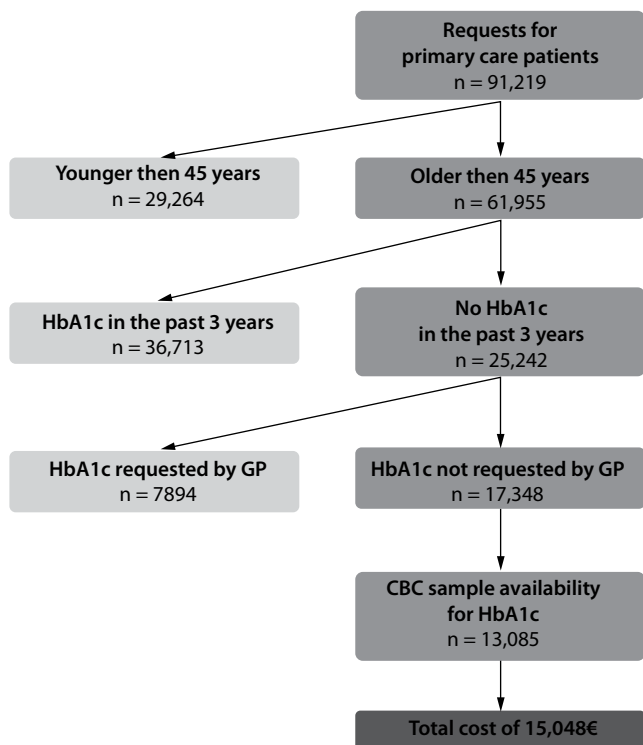 Requests for
primary care patients
n = 91,219
Younger then 45 years
n = 29,264
Older then 45 years
n = 61,955
HbA1c in the past 3 years
n = 36,713
No HbA1c
in the past 3 years
n = 25,242
HbA1c requested by GP
n = 7894
HbA1c not requested by GP
n = 17,348
CBC sample availability
for HbA1c
n = 13,085
Total cost of 15,048€